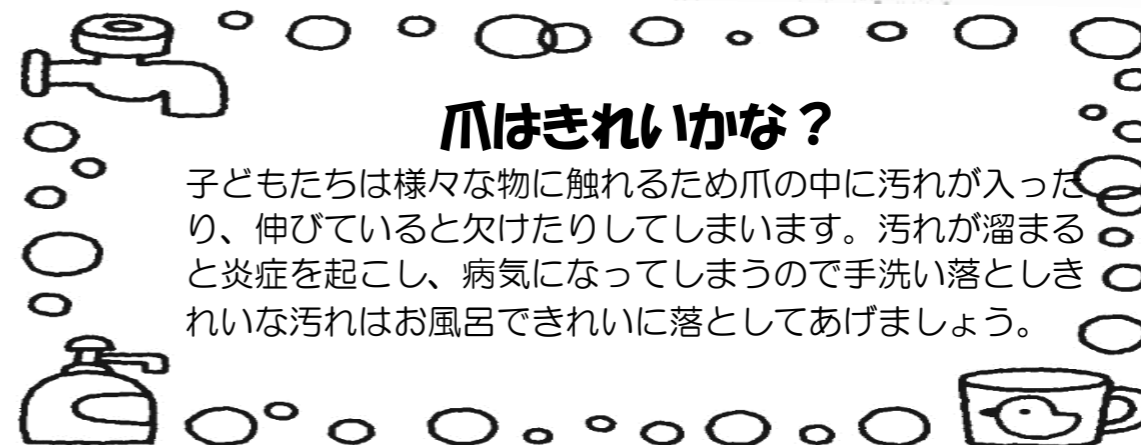 爪はきれいかな？
子どもたちは様々な物に触れるため爪の中に汚れが入った
り、伸びていると欠けたりしてしまいます。汚れが溜まる
と炎症を起こし、病気になってしまうので手洗い落としき
れいな汚れはお風呂できれいに落としてあげましょう。